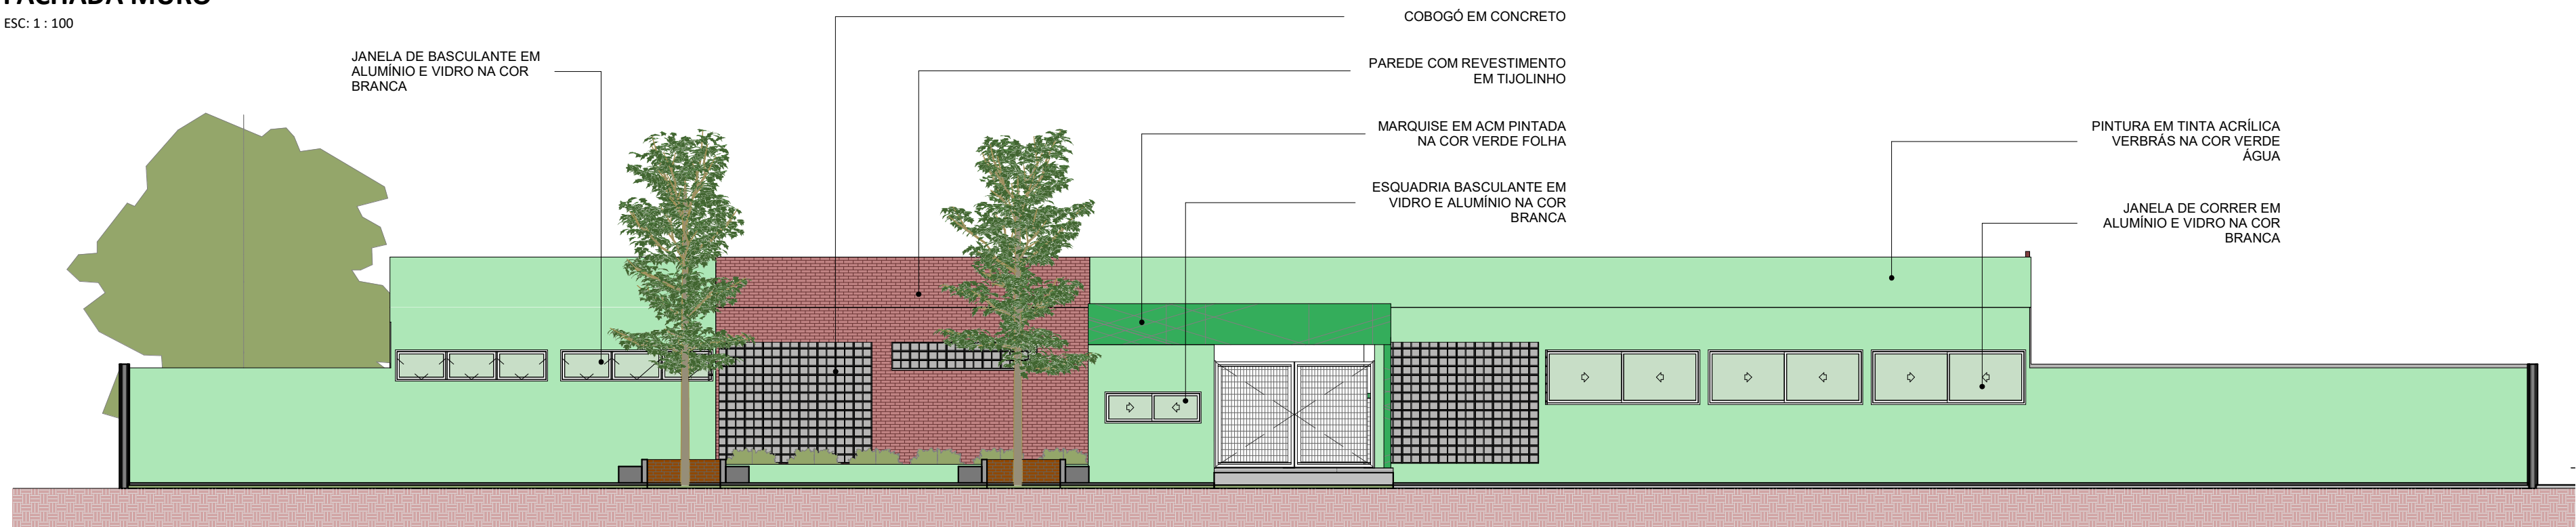 FACHADA MURO
ESC: 1 : 100
JANELA DE BASCULANTE EM
ALUMÍNIO E VIDRO NA COR
BRANCA
COBOGÓ EM CONCRETO
PAREDE COM REVESTIMENTO
EM TIJOLINHO
MARQUISE EM ACM PINTADA
NA COR VERDE FOLHA
ESQUADRIA BASCULANTE EM
VIDRO E ALUMÍNIO NA COR
BRANCA
PINTURA EM TINTA ACRÍLICA
VERBRÁS NA COR VERDE
ÁGUA
JANELA DE CORRER EM
ALUMÍNIO E VIDRO NA COR
BRANCA